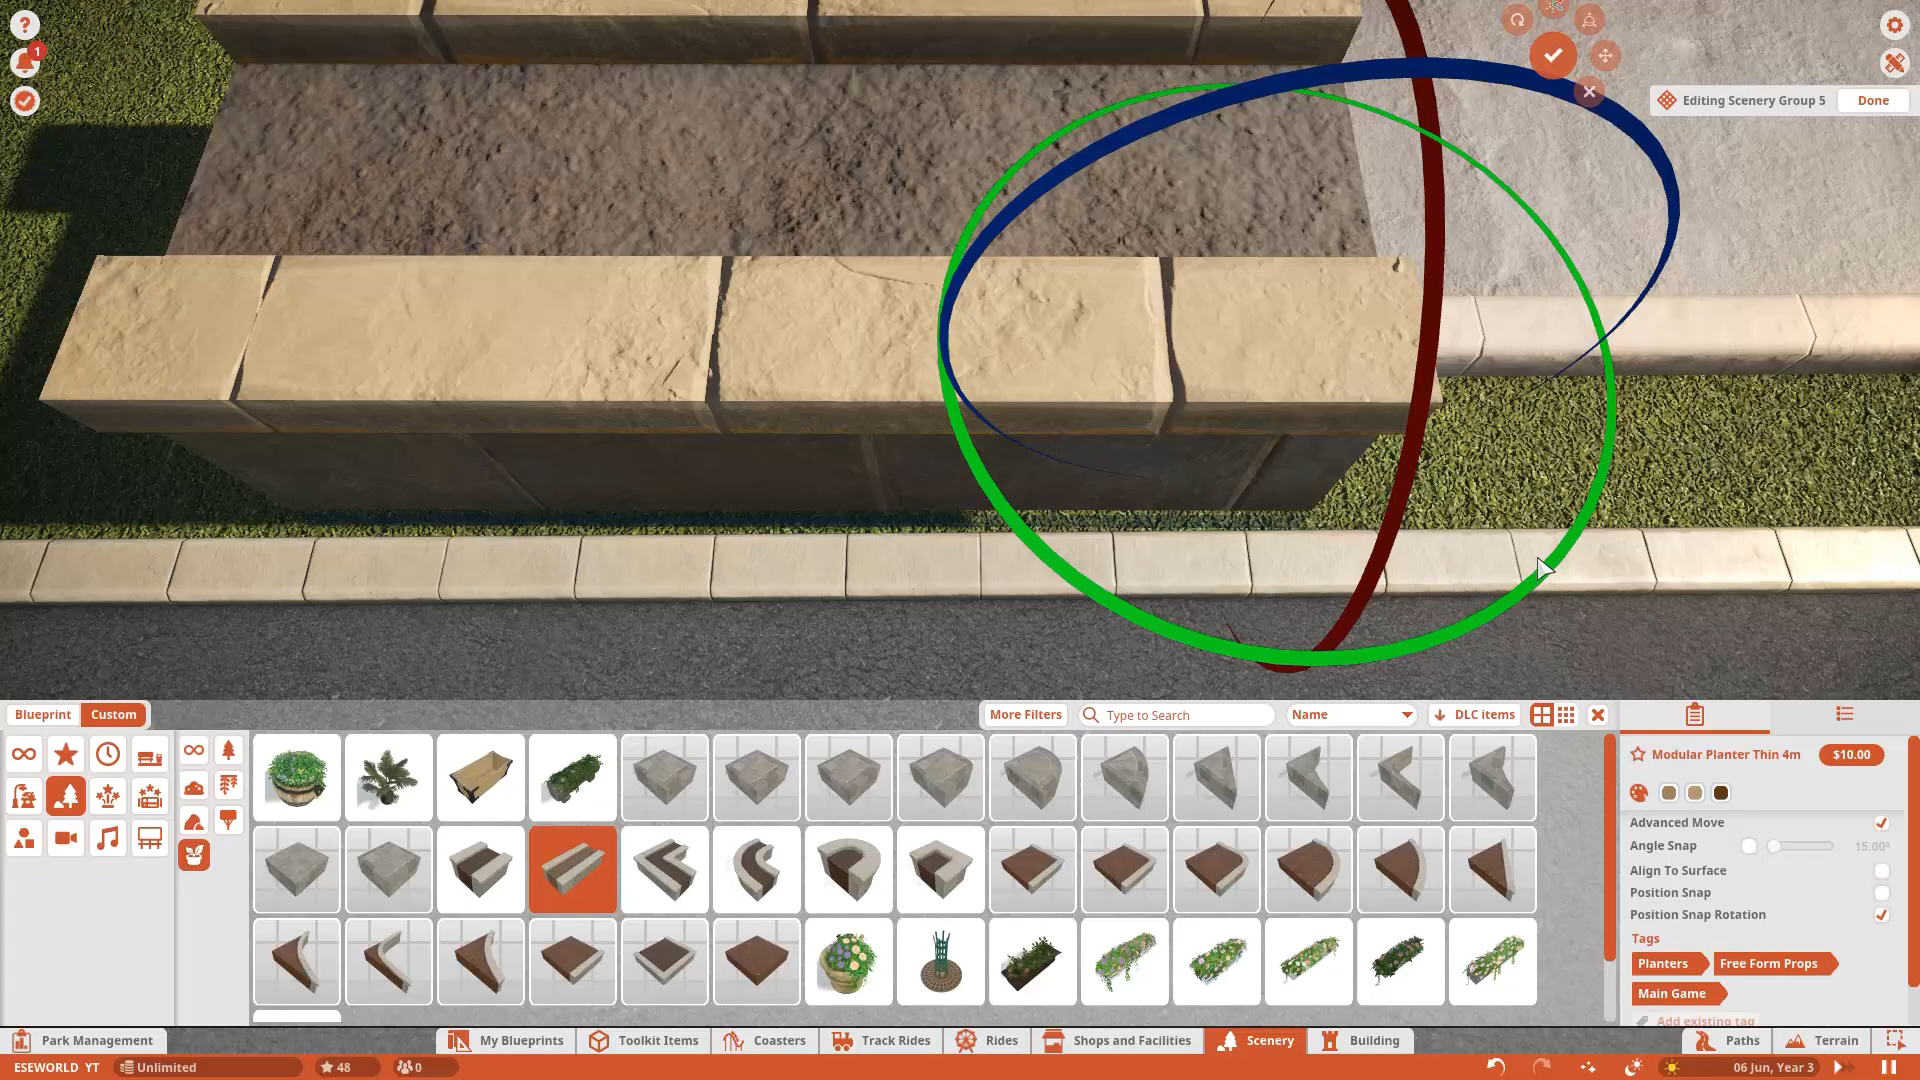 ?
1
Editing Scenery Group 5
Done
Blueprint
Custom
More Filters
Type to Search
Name
DLC items
Modular Planter Thin 4m
$10.00
Advanced Move
Angle Snap
15.00°
Align To Surface
Position Snap
Position Snap Rotation
Tags
Planters
Free Form Props
Main Game
Add existing tag
Park Management
My Blueprints
Toolkit Items
Coasters
Track Rides
Rides
Shops and Facilities
Scenery
Building
Paths
Terrain
ESEWORLD YT
Unlimited
48
0
06 Jun, Year 3